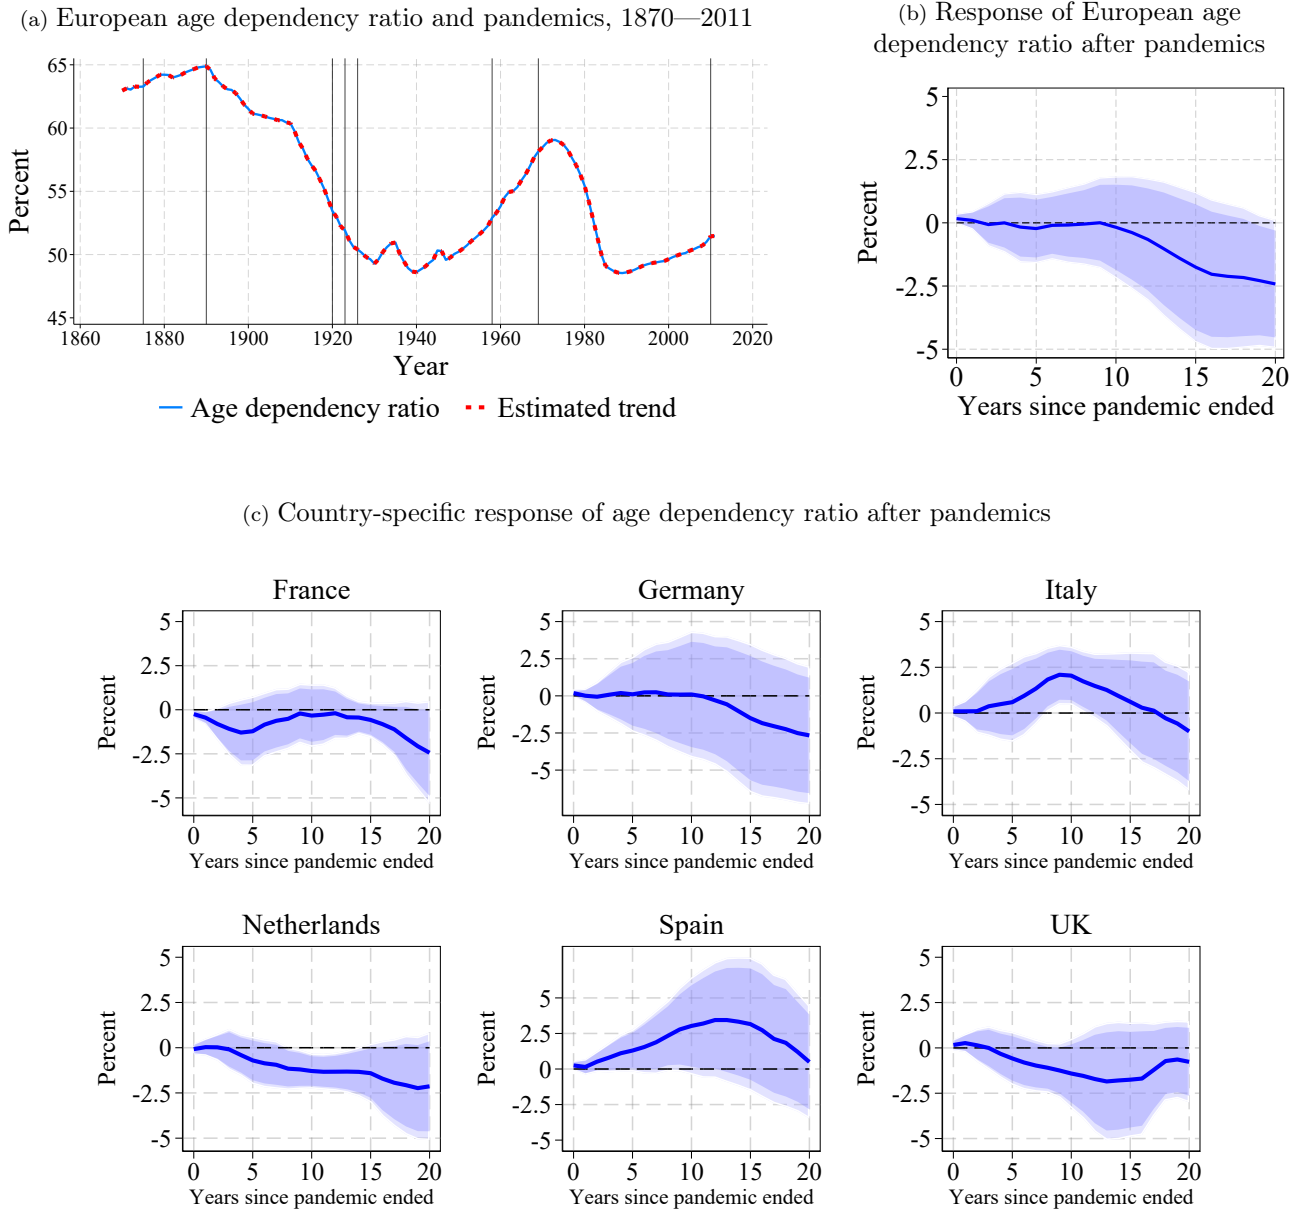 (a) European age dependency ratio and pandemics, 1870—2011
65
60
55
50
45
Percent
1860 1880 1900 1920 1940 1960 1980 2000 2020
Year
Age dependency ratio Estimated trend
(b) Response of European age
dependency ratio after pandemics
5
2.5
0
-2.5
-5
Percent
0 5 10 15 20
Years since pandemic ended
(c) Country-specific response of age dependency ratio after pandemics
France
5
2.5
0
-2.5
-5
Percent
0 5 10 15 20
Years since pandemic ended
Germany
5
2.5
0
-2.5
-5
Percent
0 5 10 15 20
Years since pandemic ended
Italy
5
2.5
0
-2.5
-5
Percent
0 5 10 15 20
Years since pandemic ended
Netherlands
5
2.5
0
-2.5
-5
Percent
0 5 10 15 20
Years since pandemic ended
Spain
5
2.5
0
-2.5
-5
Percent
0 5 10 15 20
Years since pandemic ended
UK
5
2.5
0
-2.5
-5
Percent
0 5 10 15 20
Years since pandemic ended